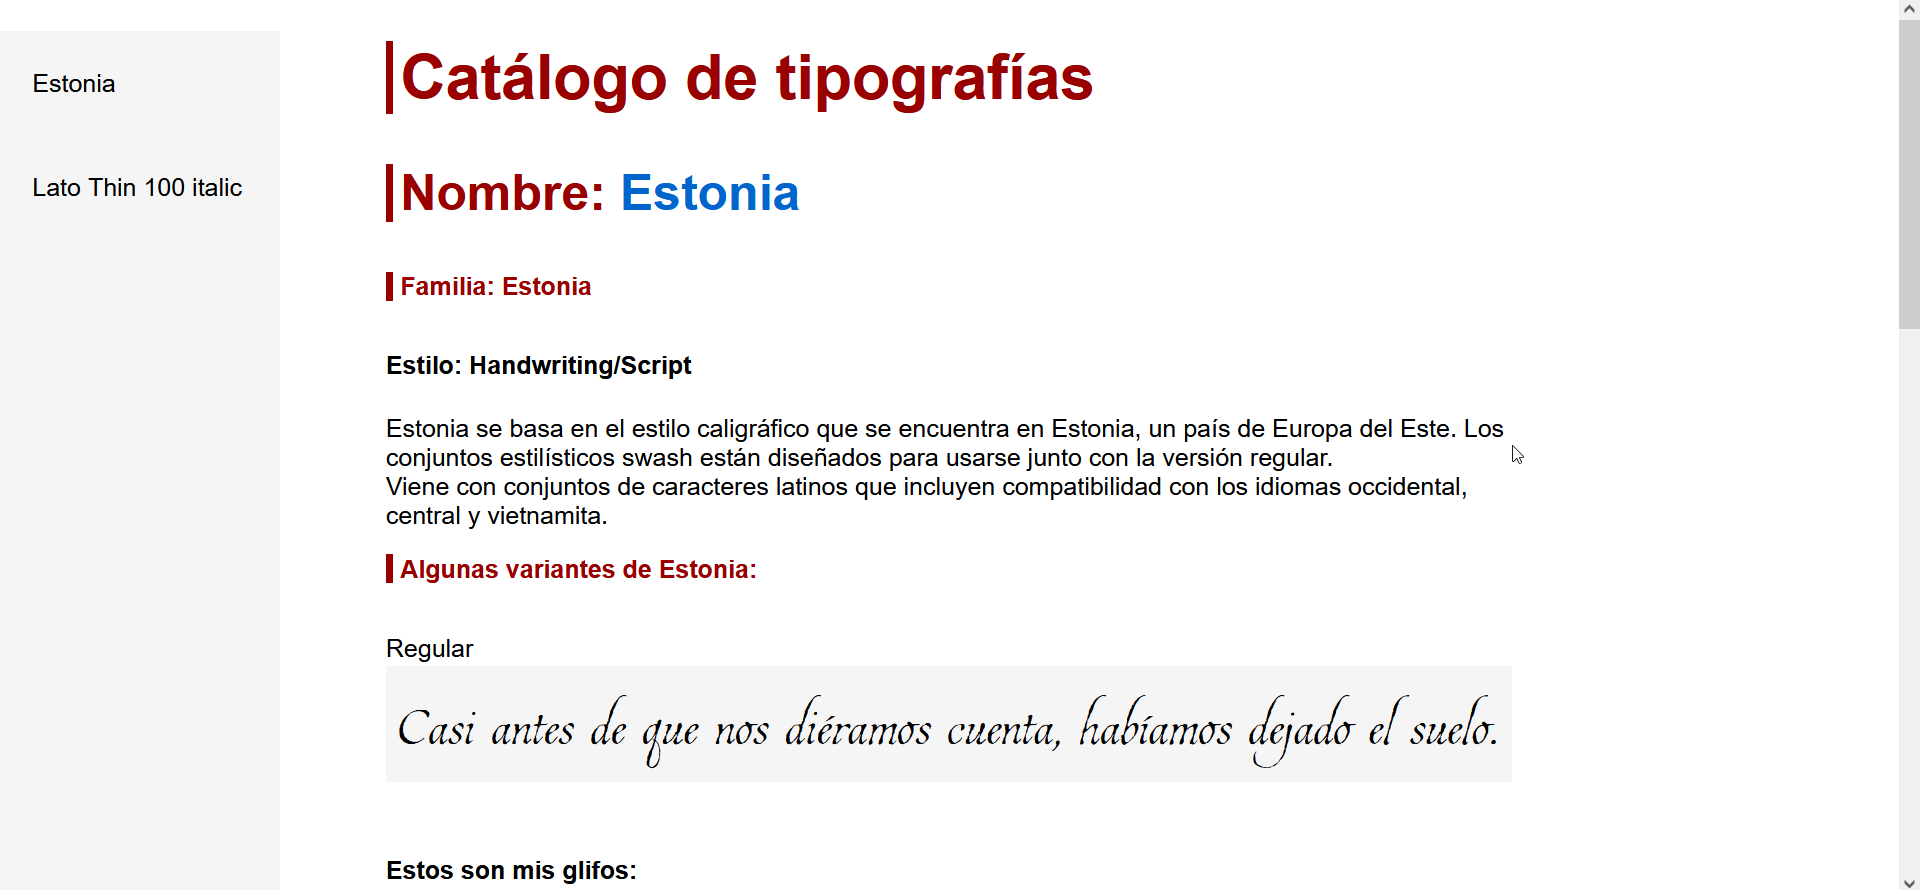 Estonia
Lato Thin 100 italic
Catálogo de tipografías
Nombre: Estonia
Familia: Estonia
Estilo: Handwriting/Script
Estonia se basa en el estilo caligráfico que se encuentra en Estonia, un país de Europa del Este. Los
conjuntos estilísticos swash están diseñados para usarse junto con la versión regular.
Viene con conjuntos de caracteres latinos que incluyen compatibilidad con los idiomas occidental,
central y vietnamita.
Algunas variantes de Estonia:
Regular
Casi antes de que nos diéramos cuenta, habíamos dejado el suelo.
Estos son mis glifos: